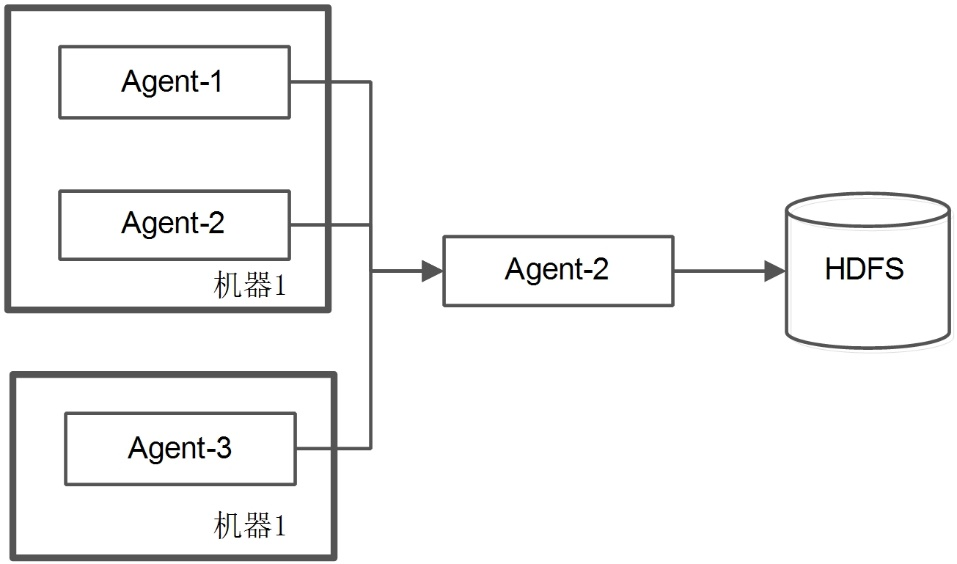 Agent-1
Agent-2
机器1
Agent-2
HDFS
Agent-3
机器1